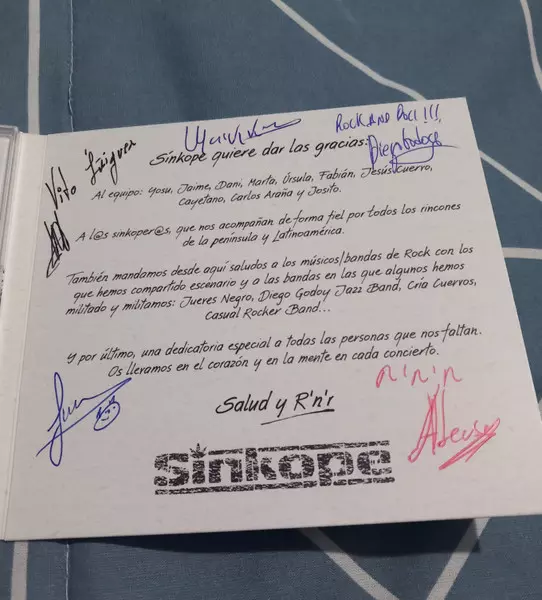 ROCK AND ROLL!!!
Vito Íñiguez
Sínkope quiere dar las gracias:
Diego Godoy
Al equipo: Yosu, Jaime, Dani, Marta, Úrsula, Fabián, Jesús Cuerro,
Cayetano, Carlos Araña y Josito.
A l@s sinkoper@s, que nos acompañan de forma fiel por todos los rincones
de la península y Latinoamérica.
También mandamos desde aquí saludos a los músicos/bandas de Rock con los
que hemos compartido escenario y a las bandas en las que algunos hemos
militado y militamos: Jueves Negro, Diego Godoy Jazz Band, Cria Cuervos,
Casual Rocker Band...
Y por último, una dedicatoria especial a todas las personas que nos faltan.
Os llevamos en el corazón y en la mente en cada concierto.
Salud y R'n'r
sinkope